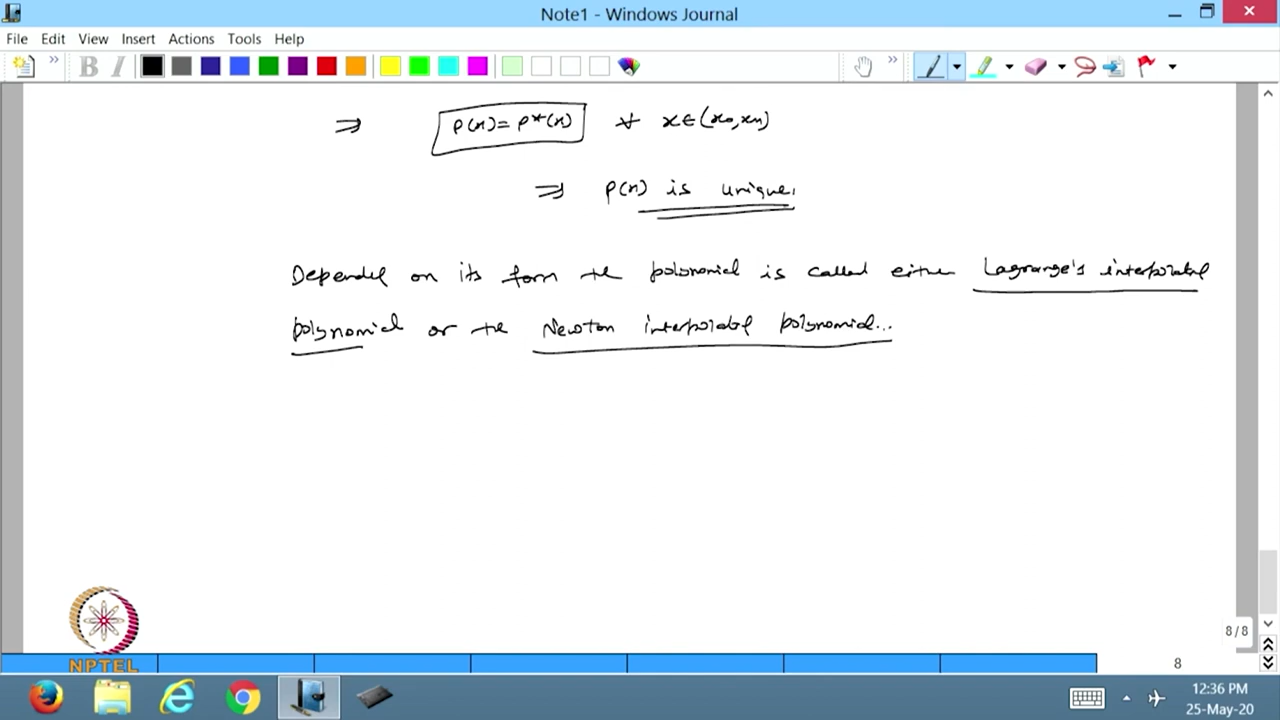 Note1 - Windows Journal
File Edit View Insert Actions Tools Help
B I
⇒ P(x) = P*(x) ∀ x ∈ (x₀, xₙ)
⇒ P(x) is unique.
Depending on its form the polynomial is called either Lagrange's interpolating
polynomial or the Newton interpolating polynomial...
8 / 8
NPTEL
8
12:36 PM
25-May-20